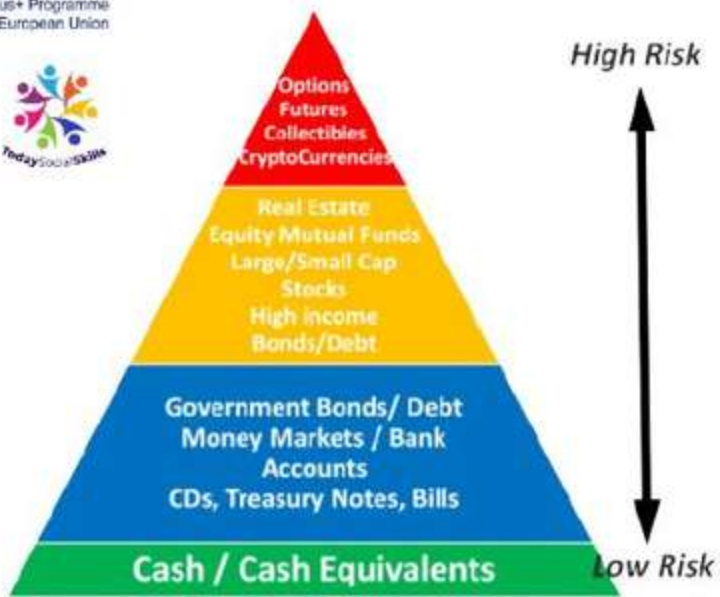 us+ Programme
European Union
TodaySocialSkills
High Risk
Options
Futures
Collectibles
CryptoCurrencies
Real Estate
Equity Mutual Funds
Large/Small Cap
Stocks
High income
Bonds/Debt
Government Bonds/ Debt
Money Markets / Bank
Accounts
CDs, Treasury Notes, Bills
Cash / Cash Equivalents
Low Risk